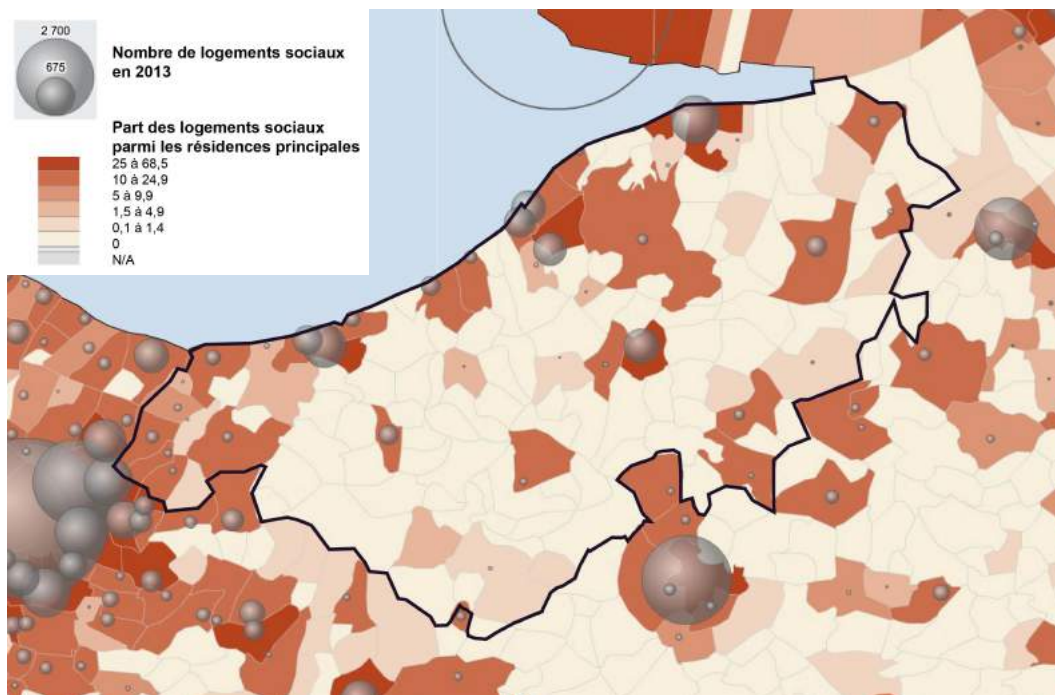 2 700
675
Nombre de logements sociaux
en 2013
Part des logements sociaux
parmi les résidences principales
25 à 68,5
10 à 24,9
5 à 9,9
1,5 à 4,9
0,1 à 1,4
0
N/A